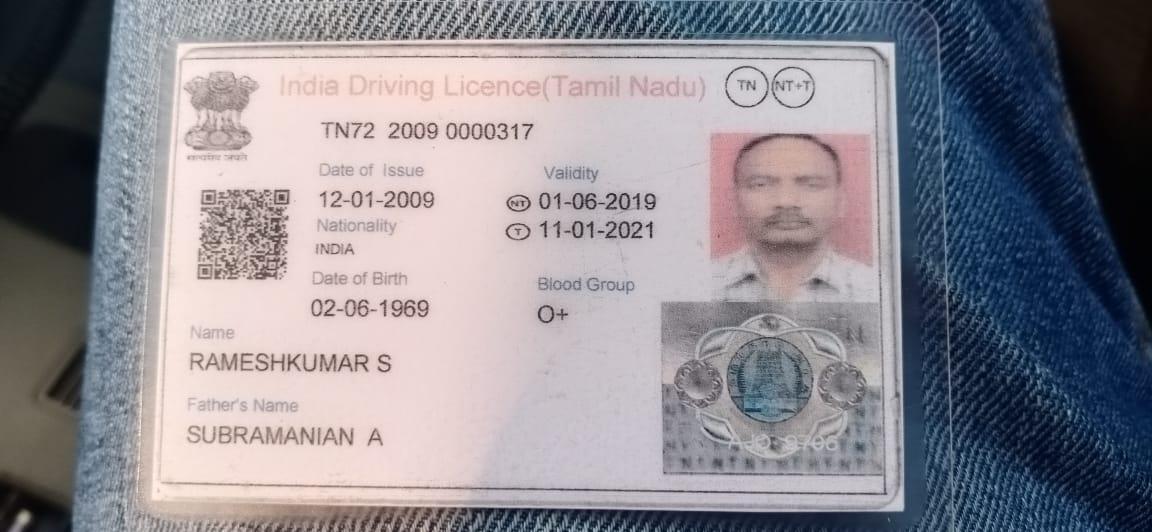 India Driving Licence(Tamil Nadu) TN NT+T
सत्यमेव जयते
TN72 2009 0000317
Date of Issue
12-01-2009
Validity
NT 01-06-2019
T 11-01-2021
Nationality
INDIA
Date of Birth
02-06-1969
Blood Group
O+
Name
RAMESHKUMAR S
Father's Name
SUBRAMANIAN A
TN